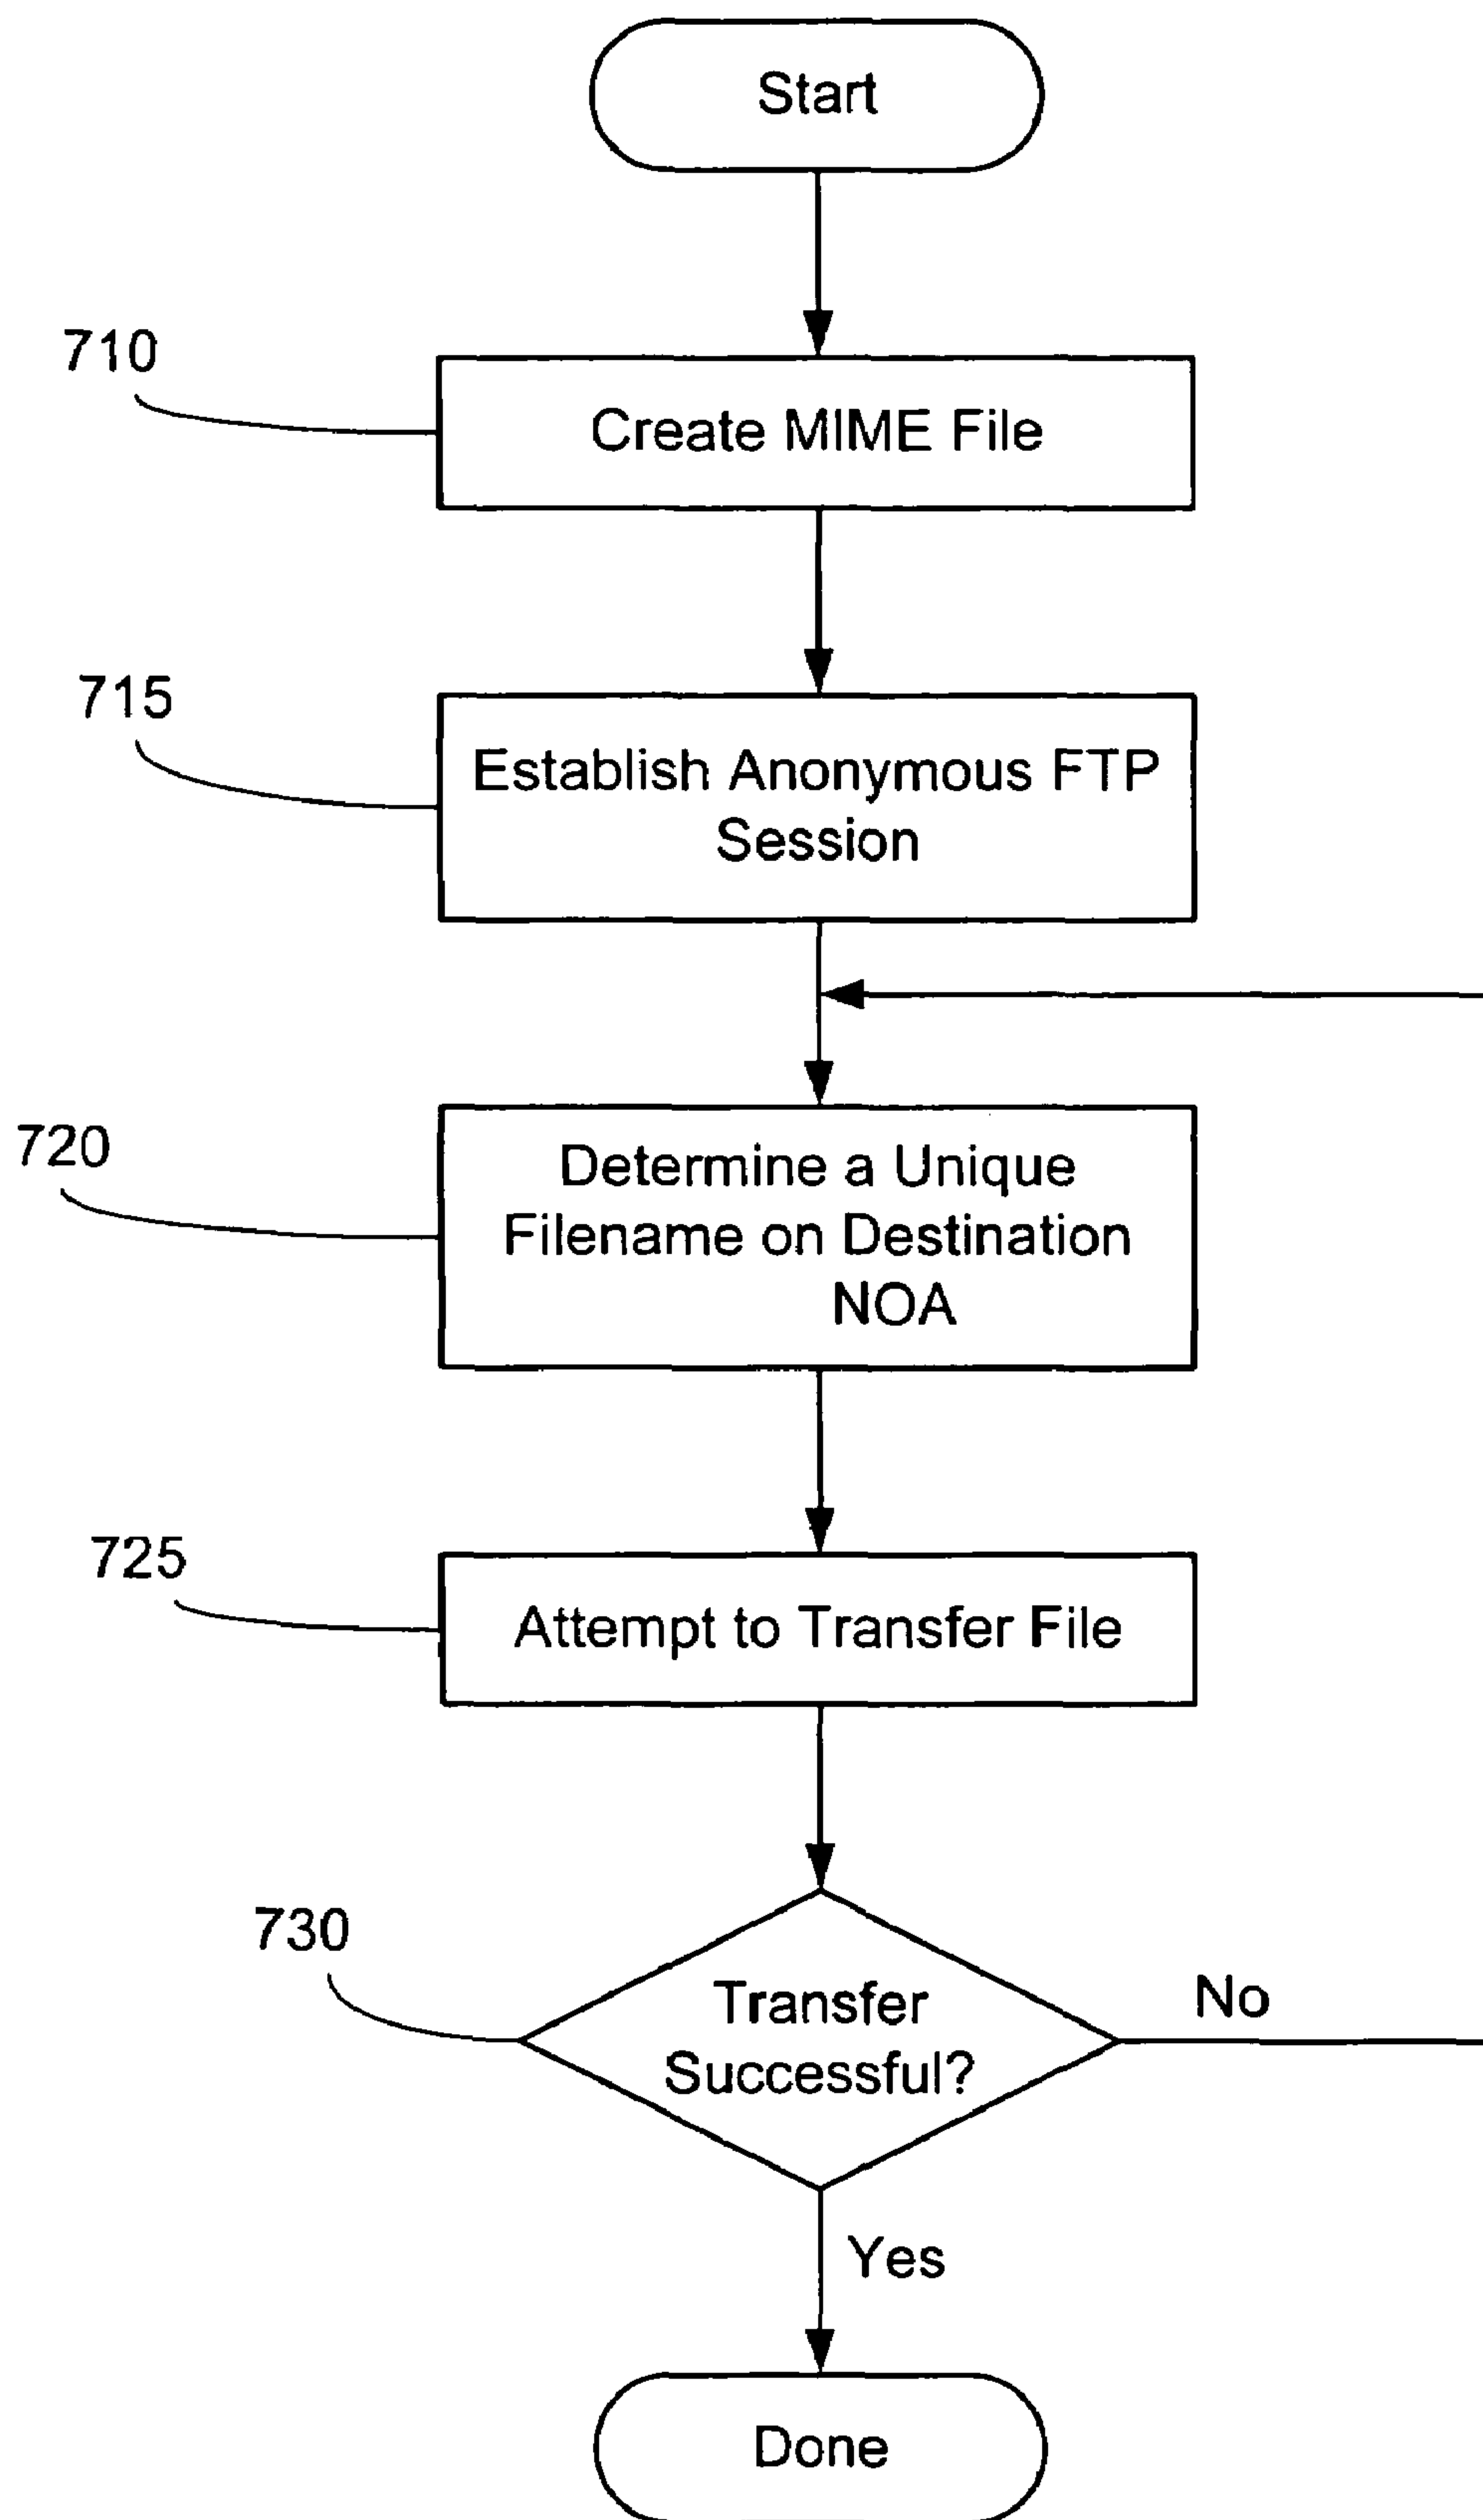 Start
710
Create MIME File
715
Establish Anonymous FTP
Session
720
Determine a Unique
Filename on Destination
NOA
725
Attempt to Transfer File
730
Transfer
Successful?
No
Yes
Done